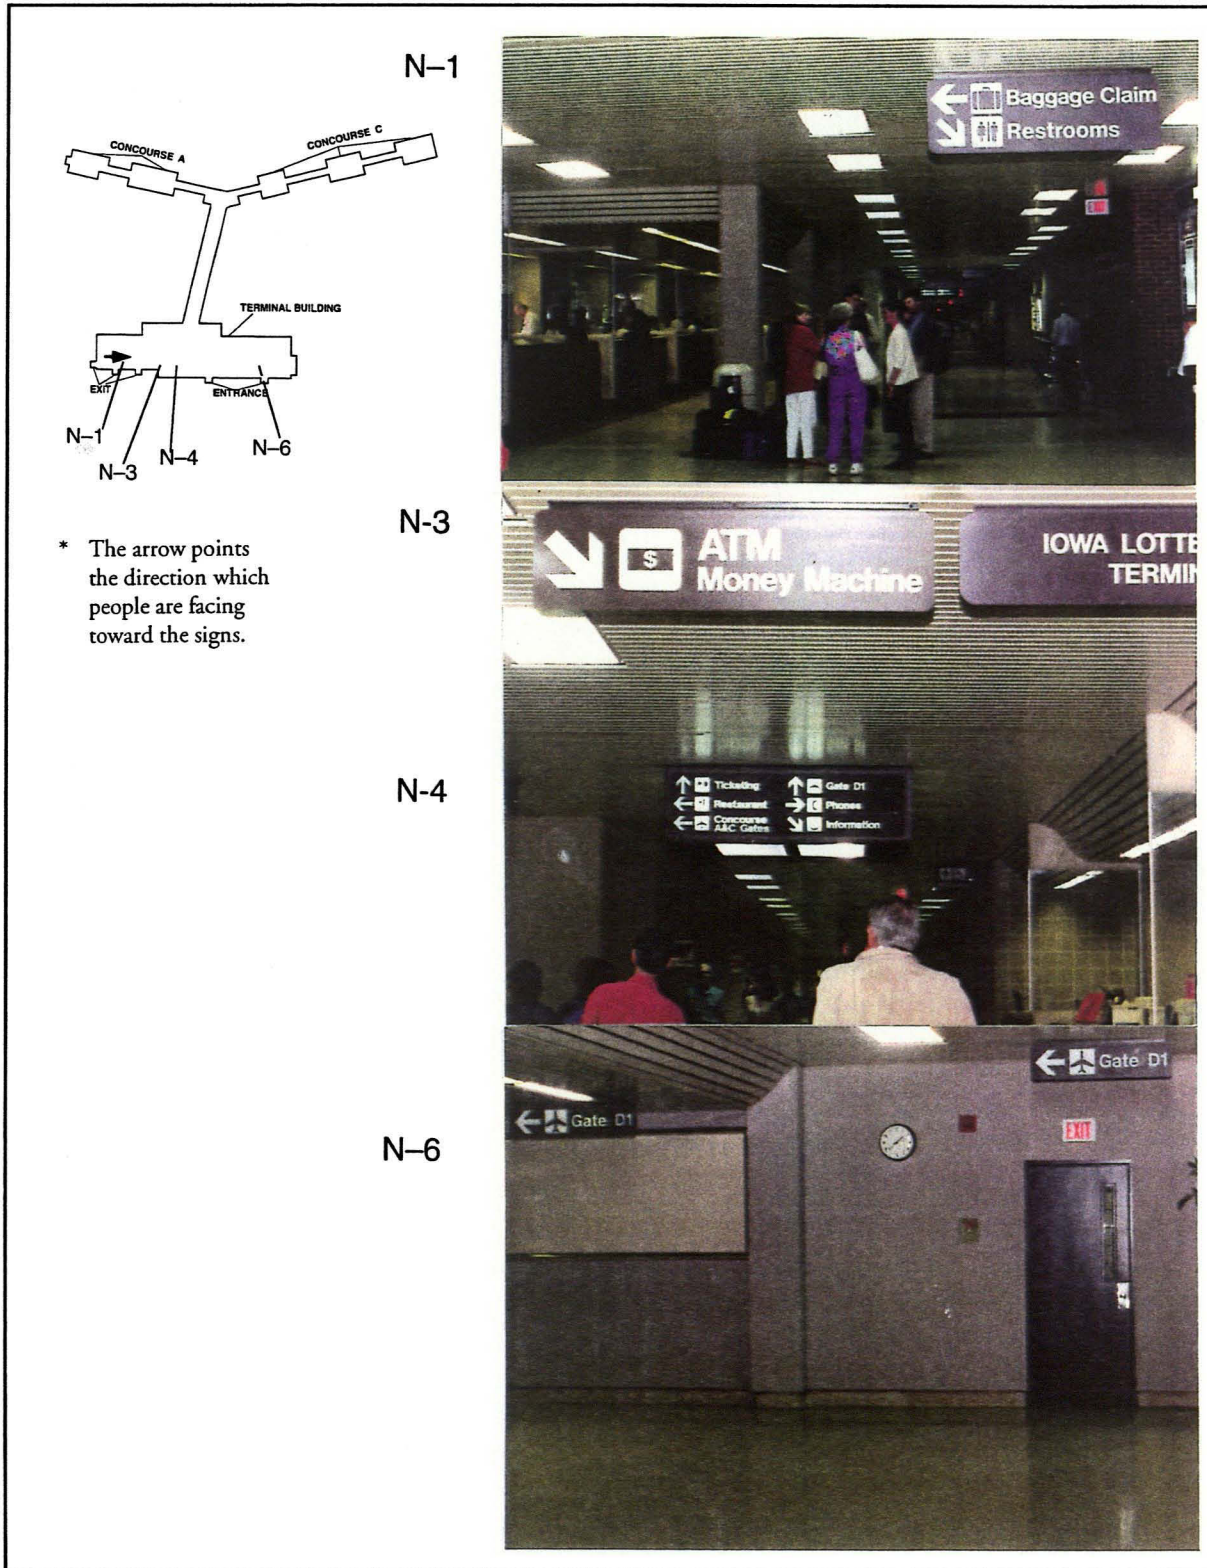 N–1
CONCOURSE A
CONCOURSE C
TERMINAL BUILDING
EXIT
ENTRANCE
N–1
N–3
N–4
N–6
* The arrow points
the direction which
people are facing
toward the signs.
Baggage Claim
Restrooms
EXIT
N-3
ATM
Money Machine
IOWA LOTTE
TERMIN
N-4
Ticketing
Restaurant
Concourse
A&C Gates
Gate D1
Phones
Information
N–6
Gate D1
Gate D1
EXIT